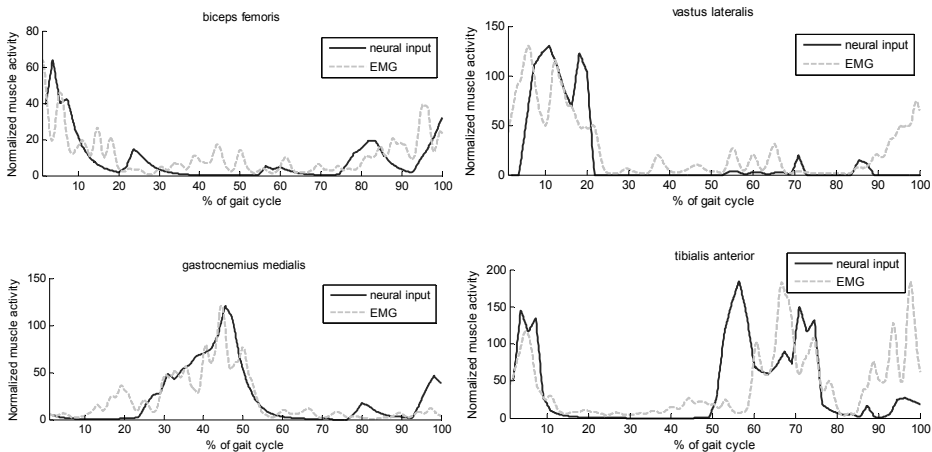 biceps femoris
Normalized muscle activity
80
60
40
20
0
neural input
EMG
10 20 30 40 50 60 70 80 90 100
% of gait cycle
vastus lateralis
Normalized muscle activity
150
100
50
0
neural input
EMG
10 20 30 40 50 60 70 80 90 100
% of gait cycle
gastrocnemius medialis
Normalized muscle activity
150
100
50
0
neural input
EMG
10 20 30 40 50 60 70 80 90 100
% of gait cycle
tibialis anterior
Normalized muscle activity
200
150
100
50
0
neural input
EMG
10 20 30 40 50 60 70 80 90 100
% of gait cycle